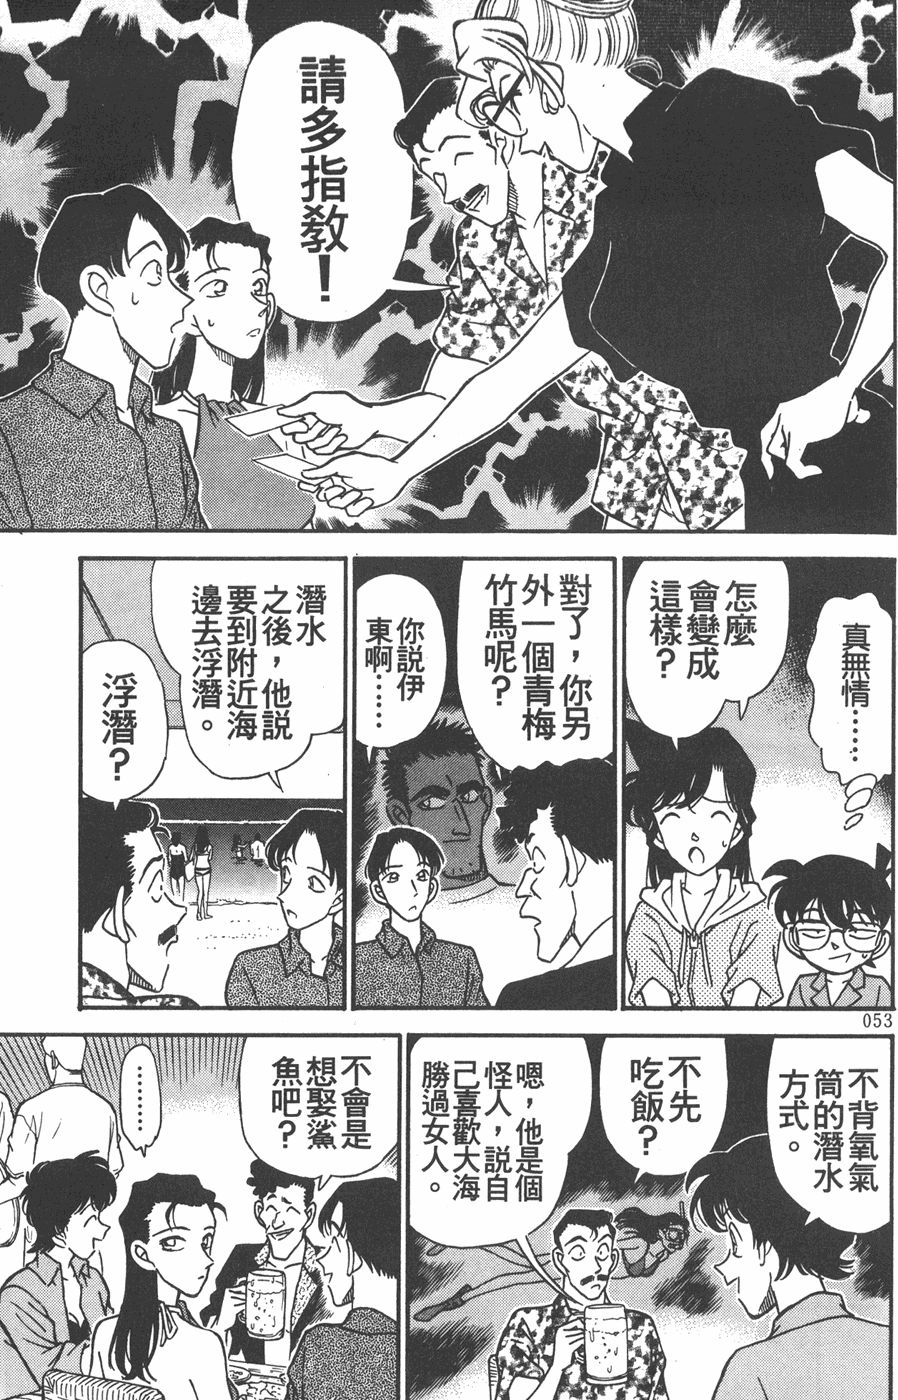 請多指教！
真無情……
怎麼
會變成
這樣？
對了，你另
外一個青梅
竹馬呢？
你說伊
東啊……
潛水
之後，他說
要到附近海
邊去浮潛。
浮潛？
053
不背氧氣
筒的潛水
方式。
不先
吃飯？
嗯，他是個
怪人，說自
己喜歡大海
勝過女人。
不會是
想娶鯊
魚吧？
………